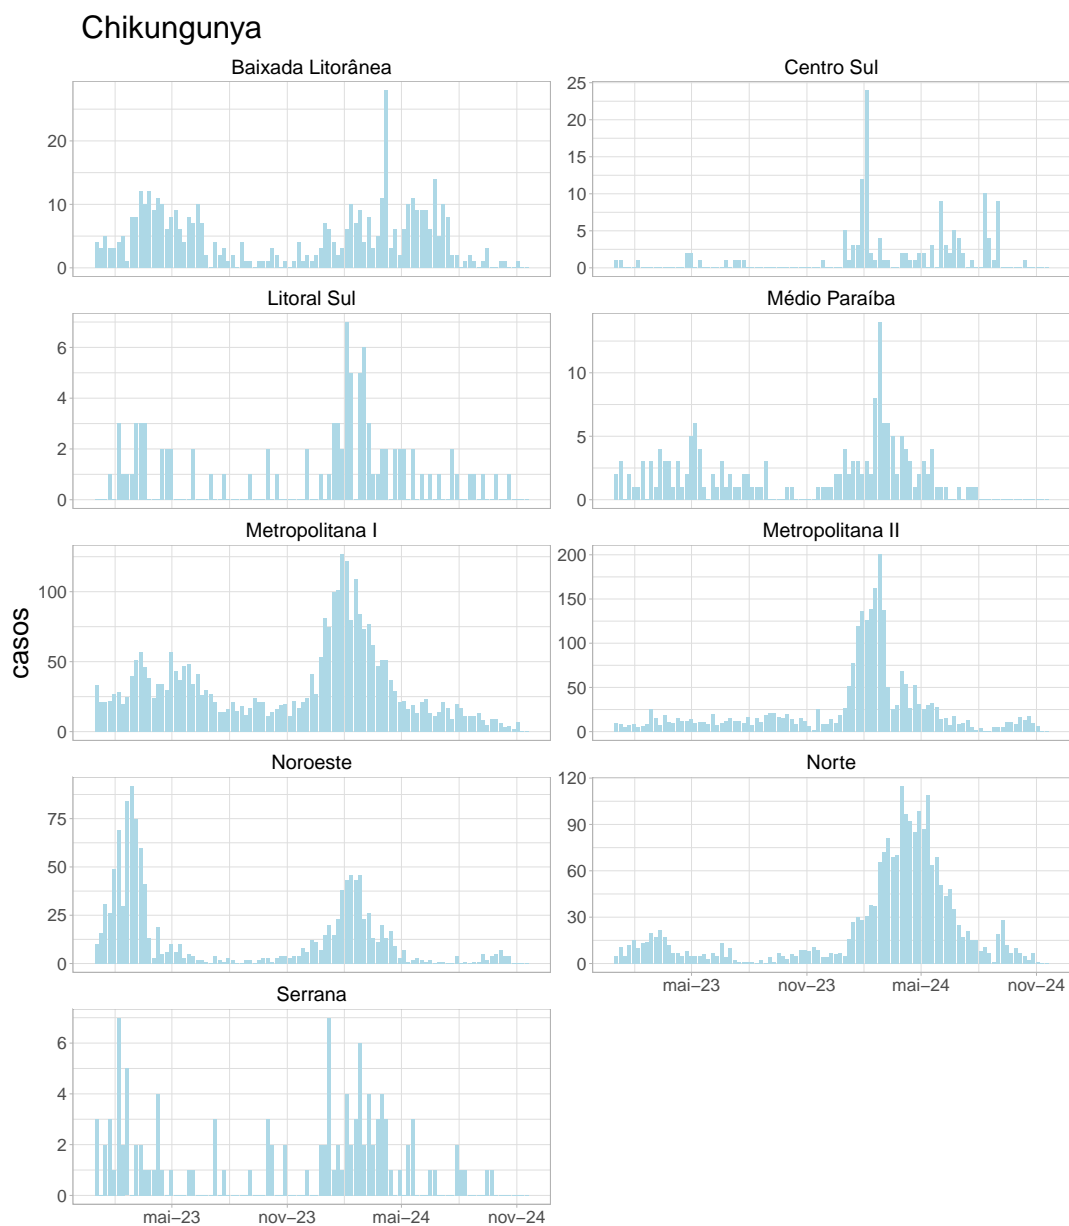 Chikungunya
Baixada Litorânea
Centro Sul
20
10
0
25
20
15
10
5
0
Litoral Sul
Médio Paraíba
6
4
2
0
10
5
0
Metropolitana I
Metropolitana II
100
50
0
200
150
100
50
0
casos
Noroeste
Norte
75
50
25
0
120
90
60
30
0
mai–23 nov–23 mai–24 nov–24
Serrana
6
4
2
0
mai–23 nov–23 mai–24 nov–24